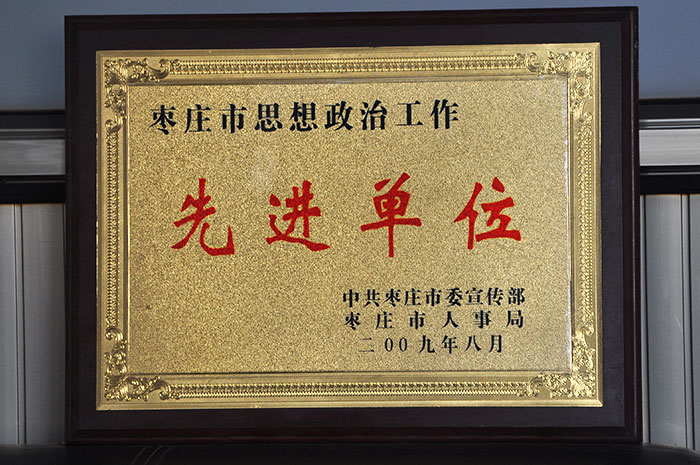 枣庄市思想政治工作
先进单位
中共枣庄市委宣传部
枣庄市人事局
二00九年八月